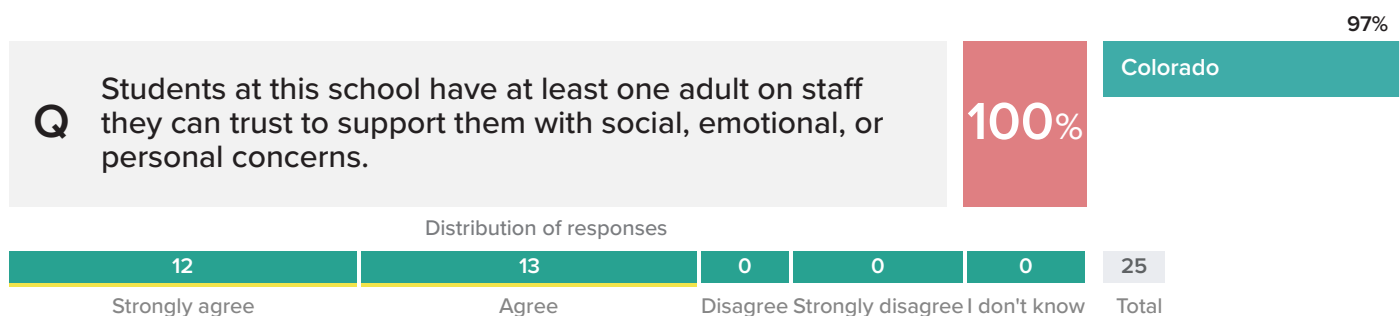 97%
Q
Students at this school have at least one adult on staff
they can trust to support them with social, emotional, or
personal concerns.
100%
Colorado
Distribution of responses
12 13 0 0 0 25
Strongly agree Agree Disagree Strongly disagree I don't know Total